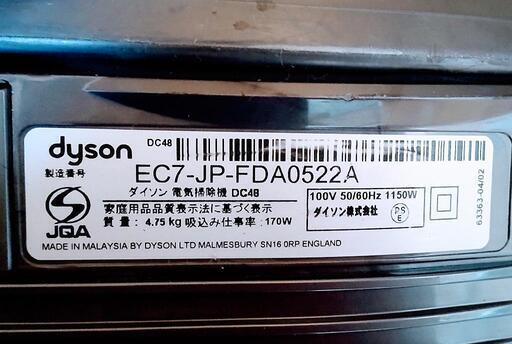 dyson
DC48
製造番号
EC7-JP-FDA0522A
ダイソン 電気掃除機 DC48
家庭用品品質表示法に基づく表示
質量：4.75kg 吸込み仕事率：170W
100V 50/60Hz 1150W
ダイソン株式会社
PS
E
JQA
MADE IN MALAYSIA BY DYSON LTD MALMESBURY SN16 0RP ENGLAND
63363-04/02